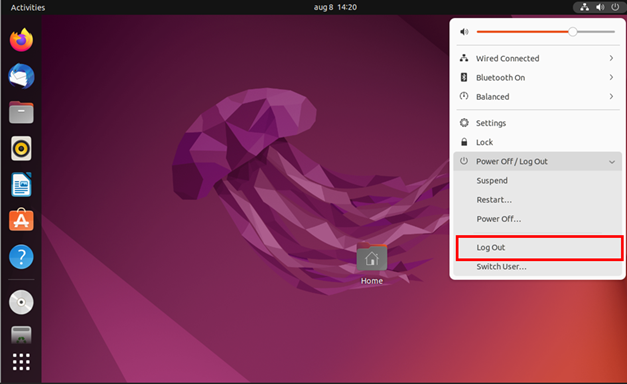 Activities
aug 8 14:20
Wired Connected
Bluetooth On
Balanced
Settings
Lock
Power Off / Log Out
Suspend
Restart...
Power Off...
Log Out
Switch User...
Home